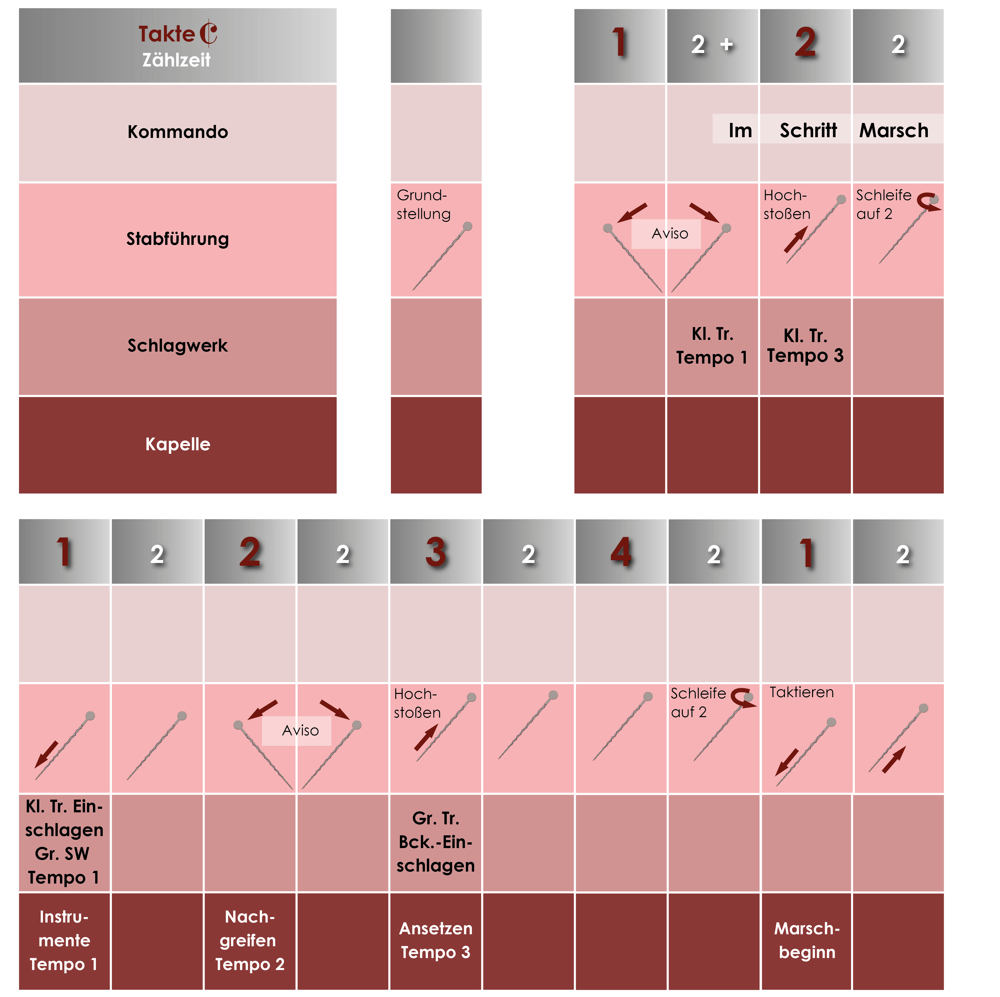 Takte ¢
Zählzeit
1 2 + 2 2
Kommando
Im Schritt Marsch
Stabführung
Grund-
stellung
Aviso
Hoch-
stoßen
Schleife
auf 2
Schlagwerk
Kl. Tr.
Tempo 1
Kl. Tr.
Tempo 3
Kapelle
1 2 2 2 3 2 4 2 1 2
Aviso
Hoch-
stoßen
Schleife
auf 2
Taktieren
Kl. Tr. Ein-
schlagen
Gr. SW
Tempo 1
Gr. Tr.
Bck.-Ein-
schlagen
Instru-
mente
Tempo 1
Nach-
greifen
Tempo 2
Ansetzen
Tempo 3
Marsch-
beginn